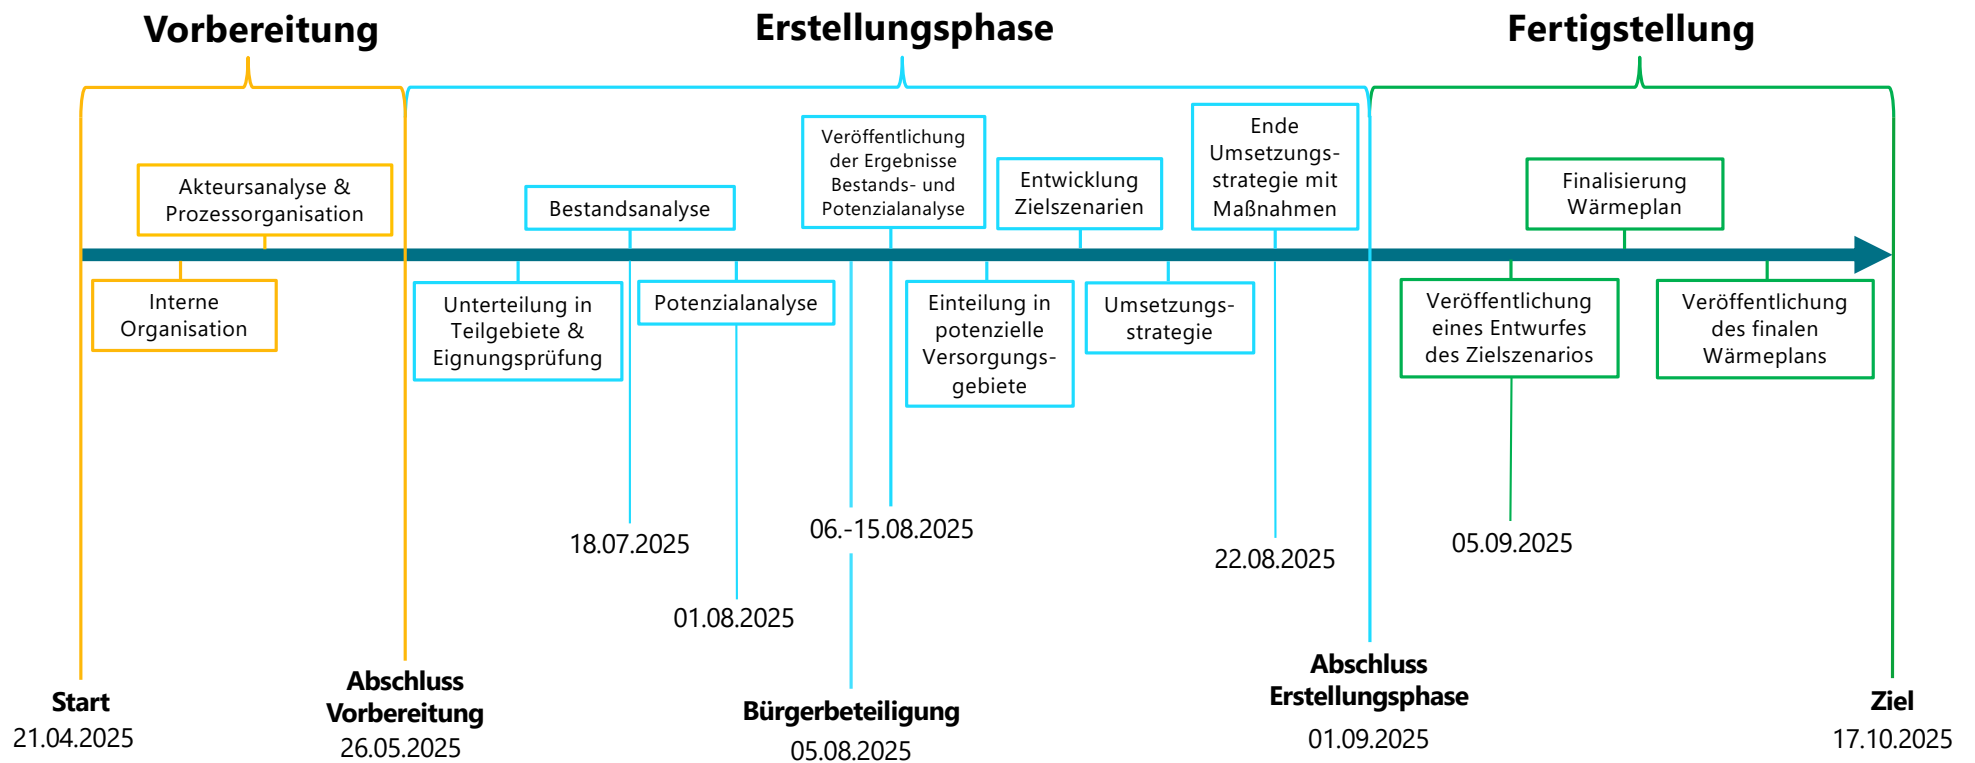 Vorbereitung
Erstellungsphase
Fertigstellung
Akteursanalyse &
Prozessorganisation
Bestandsanalyse
Veröffentlichung
der Ergebnisse
Bestands- und
Potenzialanalyse
Entwicklung
Zielszenarien
Ende
Umsetzungs-
strategie mit
Maßnahmen
Finalisierung
Wärmeplan
Interne
Organisation
Unterteilung in
Teilgebiete &
Eignungsprüfung
Potenzialanalyse
Einteilung in
potenzielle
Versorgungs-
gebiete
Umsetzungs-
strategie
Veröffentlichung
eines Entwurfes
des Zielszenarios
Veröffentlichung
des finalen
Wärmeplans
18.07.2025
01.08.2025
06.-15.08.2025
22.08.2025
05.09.2025
Start
21.04.2025
Abschluss
Vorbereitung
26.05.2025
Bürgerbeteiligung
05.08.2025
Abschluss
Erstellungsphase
01.09.2025
Ziel
17.10.2025